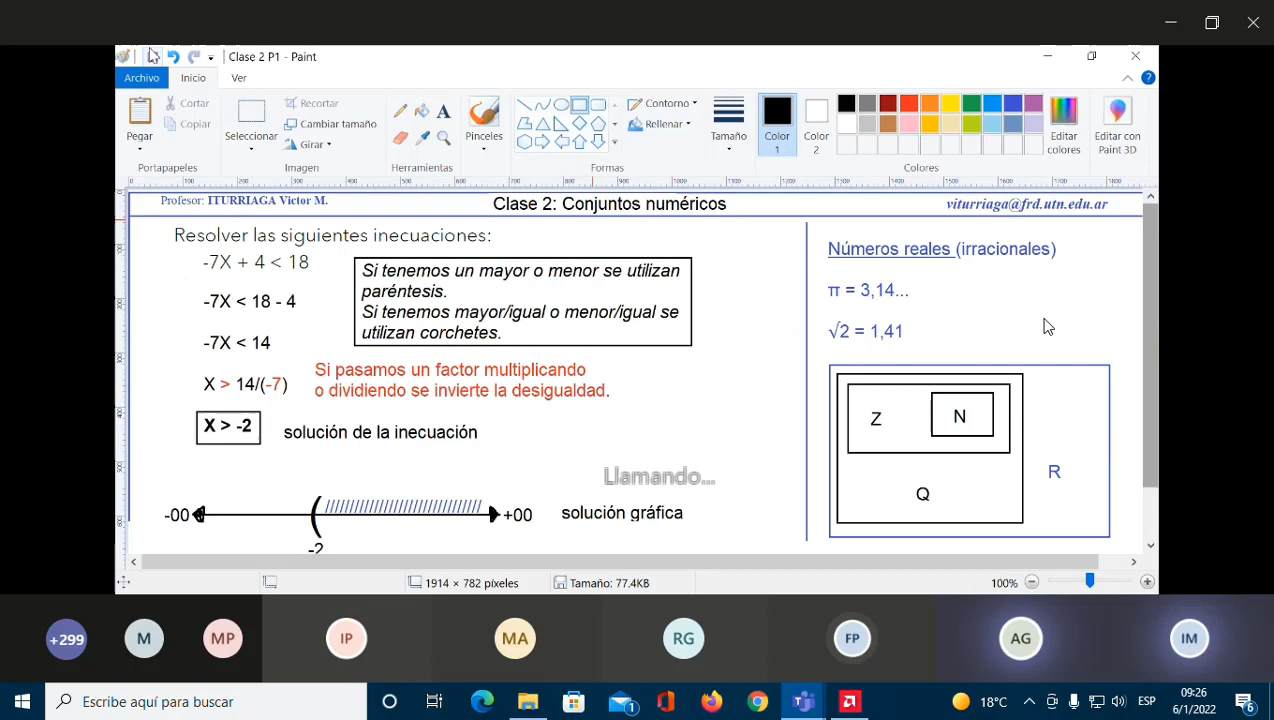 Clase 2 P1 - Paint
Archivo
Inicio
Ver
Pegar
Cortar
Copiar
Portapapeles
Seleccionar
Recortar
Cambiar tamaño
Girar
Imagen
A
Herramientas
Pinceles
Contorno
Rellenar
Formas
Tamaño
Color
1
Color
2
Editar
colores
Colores
Editar con
Paint 3D
Profesor: ITURRIAGA Victor M.
Clase 2: Conjuntos numéricos
viturriaga@frd.utn.edu.ar
Resolver las siguientes inecuaciones:
-7X + 4 < 18
-7X < 18 - 4
-7X < 14
X > 14/(-7)
X > -2
solución de la inecuación
Si tenemos un mayor o menor se utilizan
paréntesis.
Si tenemos mayor/igual o menor/igual se
utilizan corchetes.
Si pasamos un factor multiplicando
o dividiendo se invierte la desigualdad.
Llamando...
-00
(
////////////////////////////////
+00
-2
solución gráfica
Números reales (irracionales)
π = 3,14...
√2 = 1,41
Z
N
Q
R
1914 × 782 píxeles
Tamaño: 77.4KB
100%
+299
M
MP
IP
MA
RG
FP
AG
IM
Escribe aquí para buscar
1
18°C
ESP
09:26
6/1/2022
6